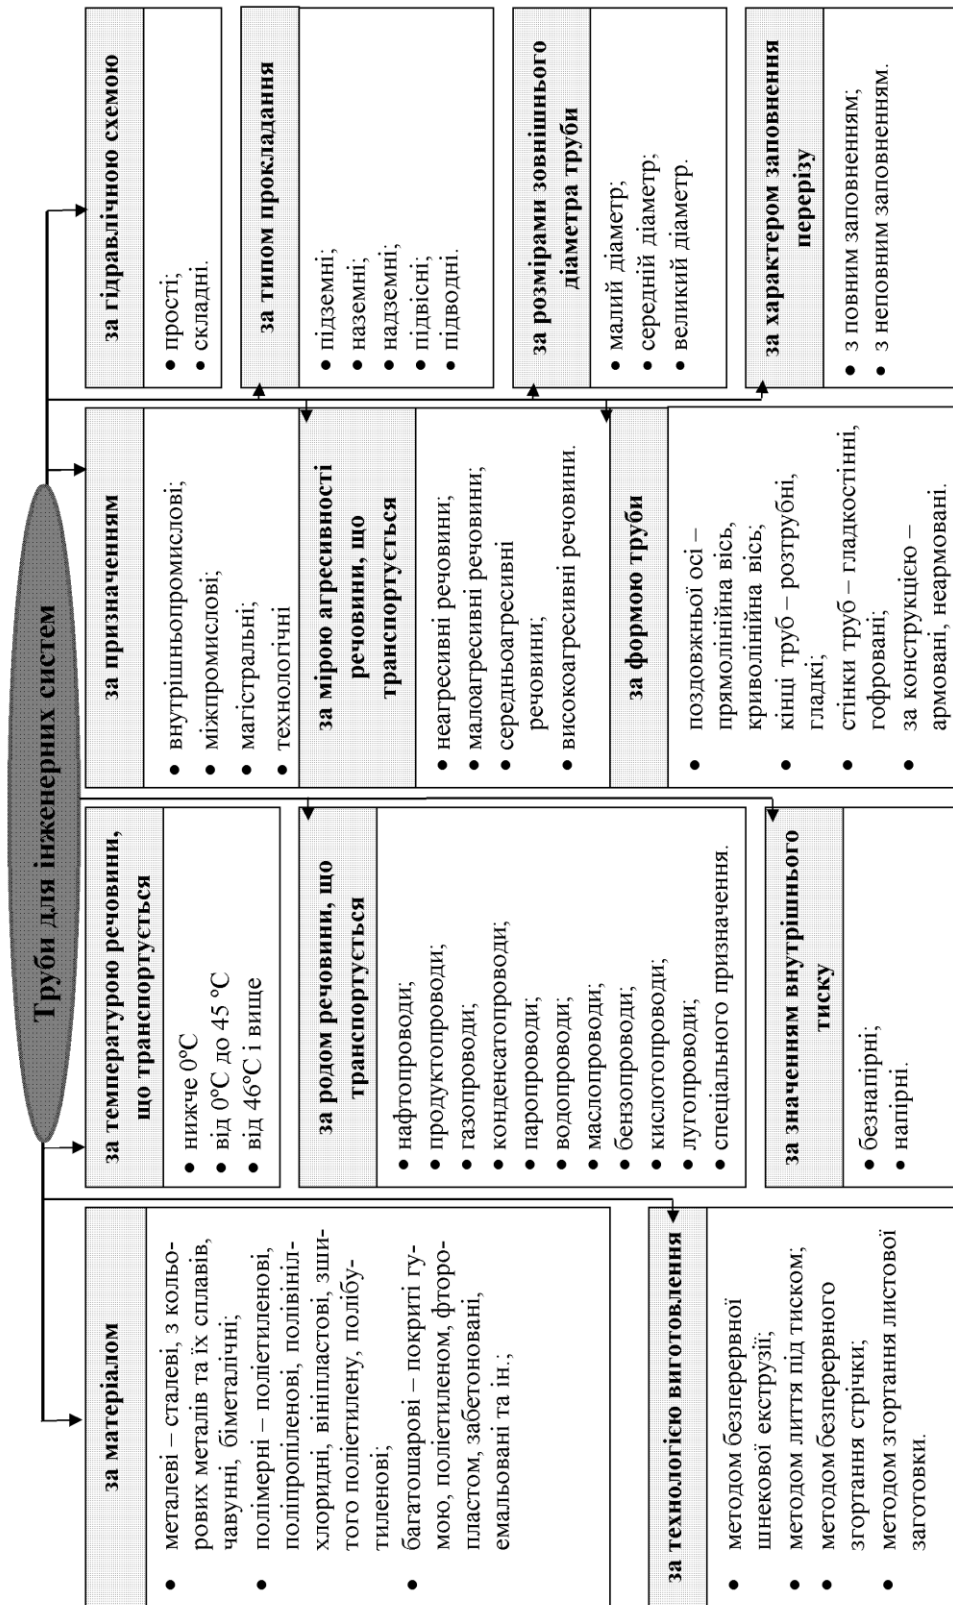 Труби для інженерних систем
за матеріалом
● металеві – сталеві, з кольо-
рових металів та їх сплавів,
чавунні, біметалічні;
● полімерні – поліетиленові,
поліпропіленові, полівініл-
хлоридні, вініпластові, зши-
того поліетилену, полібу-
тиленові;
● багатошарові – покриті гу-
мою, поліетиленом, фторо-
пластом, забетоновані,
емальовані та ін.;
за технологією виготовлення
● методом безперервної
шнекової екструзії;
● методом лиття під тиском;
● методом безперервного
згортання стрічки;
● методом згортання листової
заготовки.
за температурою речовини,
що транспортується
● нижче 0ºС
● від 0ºС до 45 ºС
● від 46ºС і вище
за родом речовини, що
транспортується
● нафтопроводи;
● продуктопроводи;
● газопроводи;
● конденсатопроводи;
● паропроводи;
● водопроводи;
● маслопроводи;
● бензопроводи;
● кислотопроводи;
● лугопроводи;
● спеціального призначення.
за значенням внутрішнього
тиску
● безнапірні;
● напірні.
за призначенням
● внутрішньопромислові;
● міжпромислові;
● магістральні;
● технологічні
за мірою агресивності
речовини, що
транспортується
● неагресивні речовини;
● малоагресивні речовини;
● середньоагресивні
речовини;
● високоагресивні речовини.
за формою труби
● поздовжньої осі –
прямолінійна вісь,
криволінійна вісь;
● кінці труб – розтрубні,
гладкі;
● стінки труб – гладкостінні,
гофровані;
● за конструкцією –
армовані, неармовані.
за гідравлічною схемою
● прості;
● складні.
за типом прокладання
● підземні;
● наземні;
● надземні;
● підвісні;
● підводні.
за розмірами зовнішнього
діаметра труби
● малий діаметр;
● середній діаметр;
● великий діаметр.
за характером заповнення
перерізу
● з повним заповненням;
● з неповним заповненням.